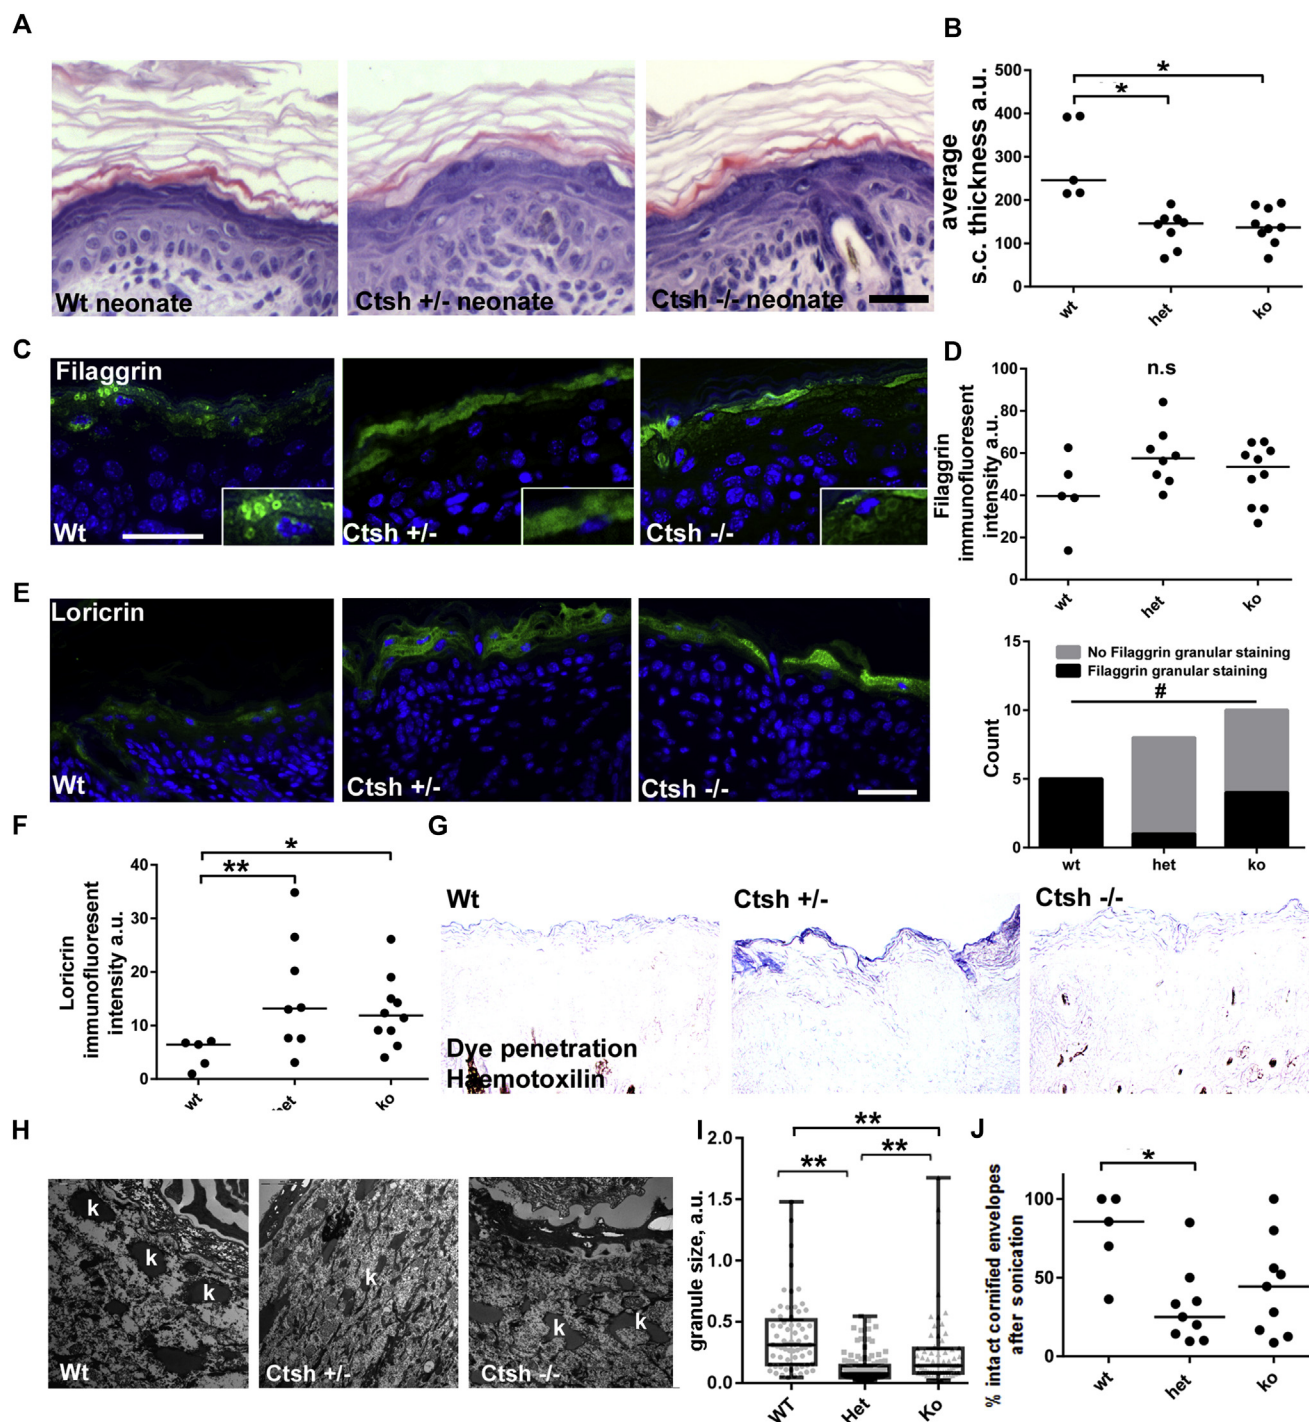 A
Wt neonate
Ctsh +/- neonate
Ctsh -/- neonate
B
average
s.c. thickness a.u.
500
400
300
200
100
0
*
*
wt
het
ko
C
Filaggrin
Wt
Ctsh +/-
Ctsh -/-
D
Filaggrin
immunofluoresent
intensity a.u.
100
80
60
40
20
0
n.s
wt
het
ko
E
Loricrin
Wt
Ctsh +/-
Ctsh -/-
Count
15
10
5
0
No Filaggrin granular staining
Filaggrin granular staining
#
wt
het
ko
F
Loricrin
immunofluoresent
intensity a.u.
40
30
20
10
0
**
*
wt
het
ko
G
Wt
Ctsh +/-
Ctsh -/-
Dye penetration
Haemotoxilin
H
k
k
k
Wt
k
Ctsh +/-
k
k
Ctsh -/-
I
granule size, a.u.
2.0
1.5
1.0
0.5
0.0
**
**
**
WT
Het
Ko
J
% intact cornified envelopes
after sonication
100
50
0
*
wt
het
ko